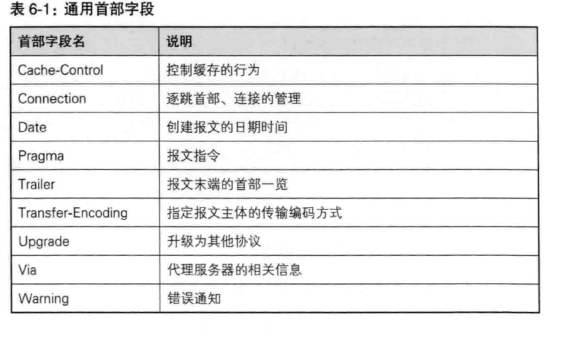 表 6-1：通用首部字段
首部字段名 说明
Cache-Control 控制缓存的行为
Connection 逐跳首部、连接的管理
Date 创建报文的日期时间
Pragma 报文指令
Trailer 报文末端的首部一览
Transfer-Encoding 指定报文主体的传输编码方式
Upgrade 升级为其他协议
Via 代理服务器的相关信息
Warning 错误通知